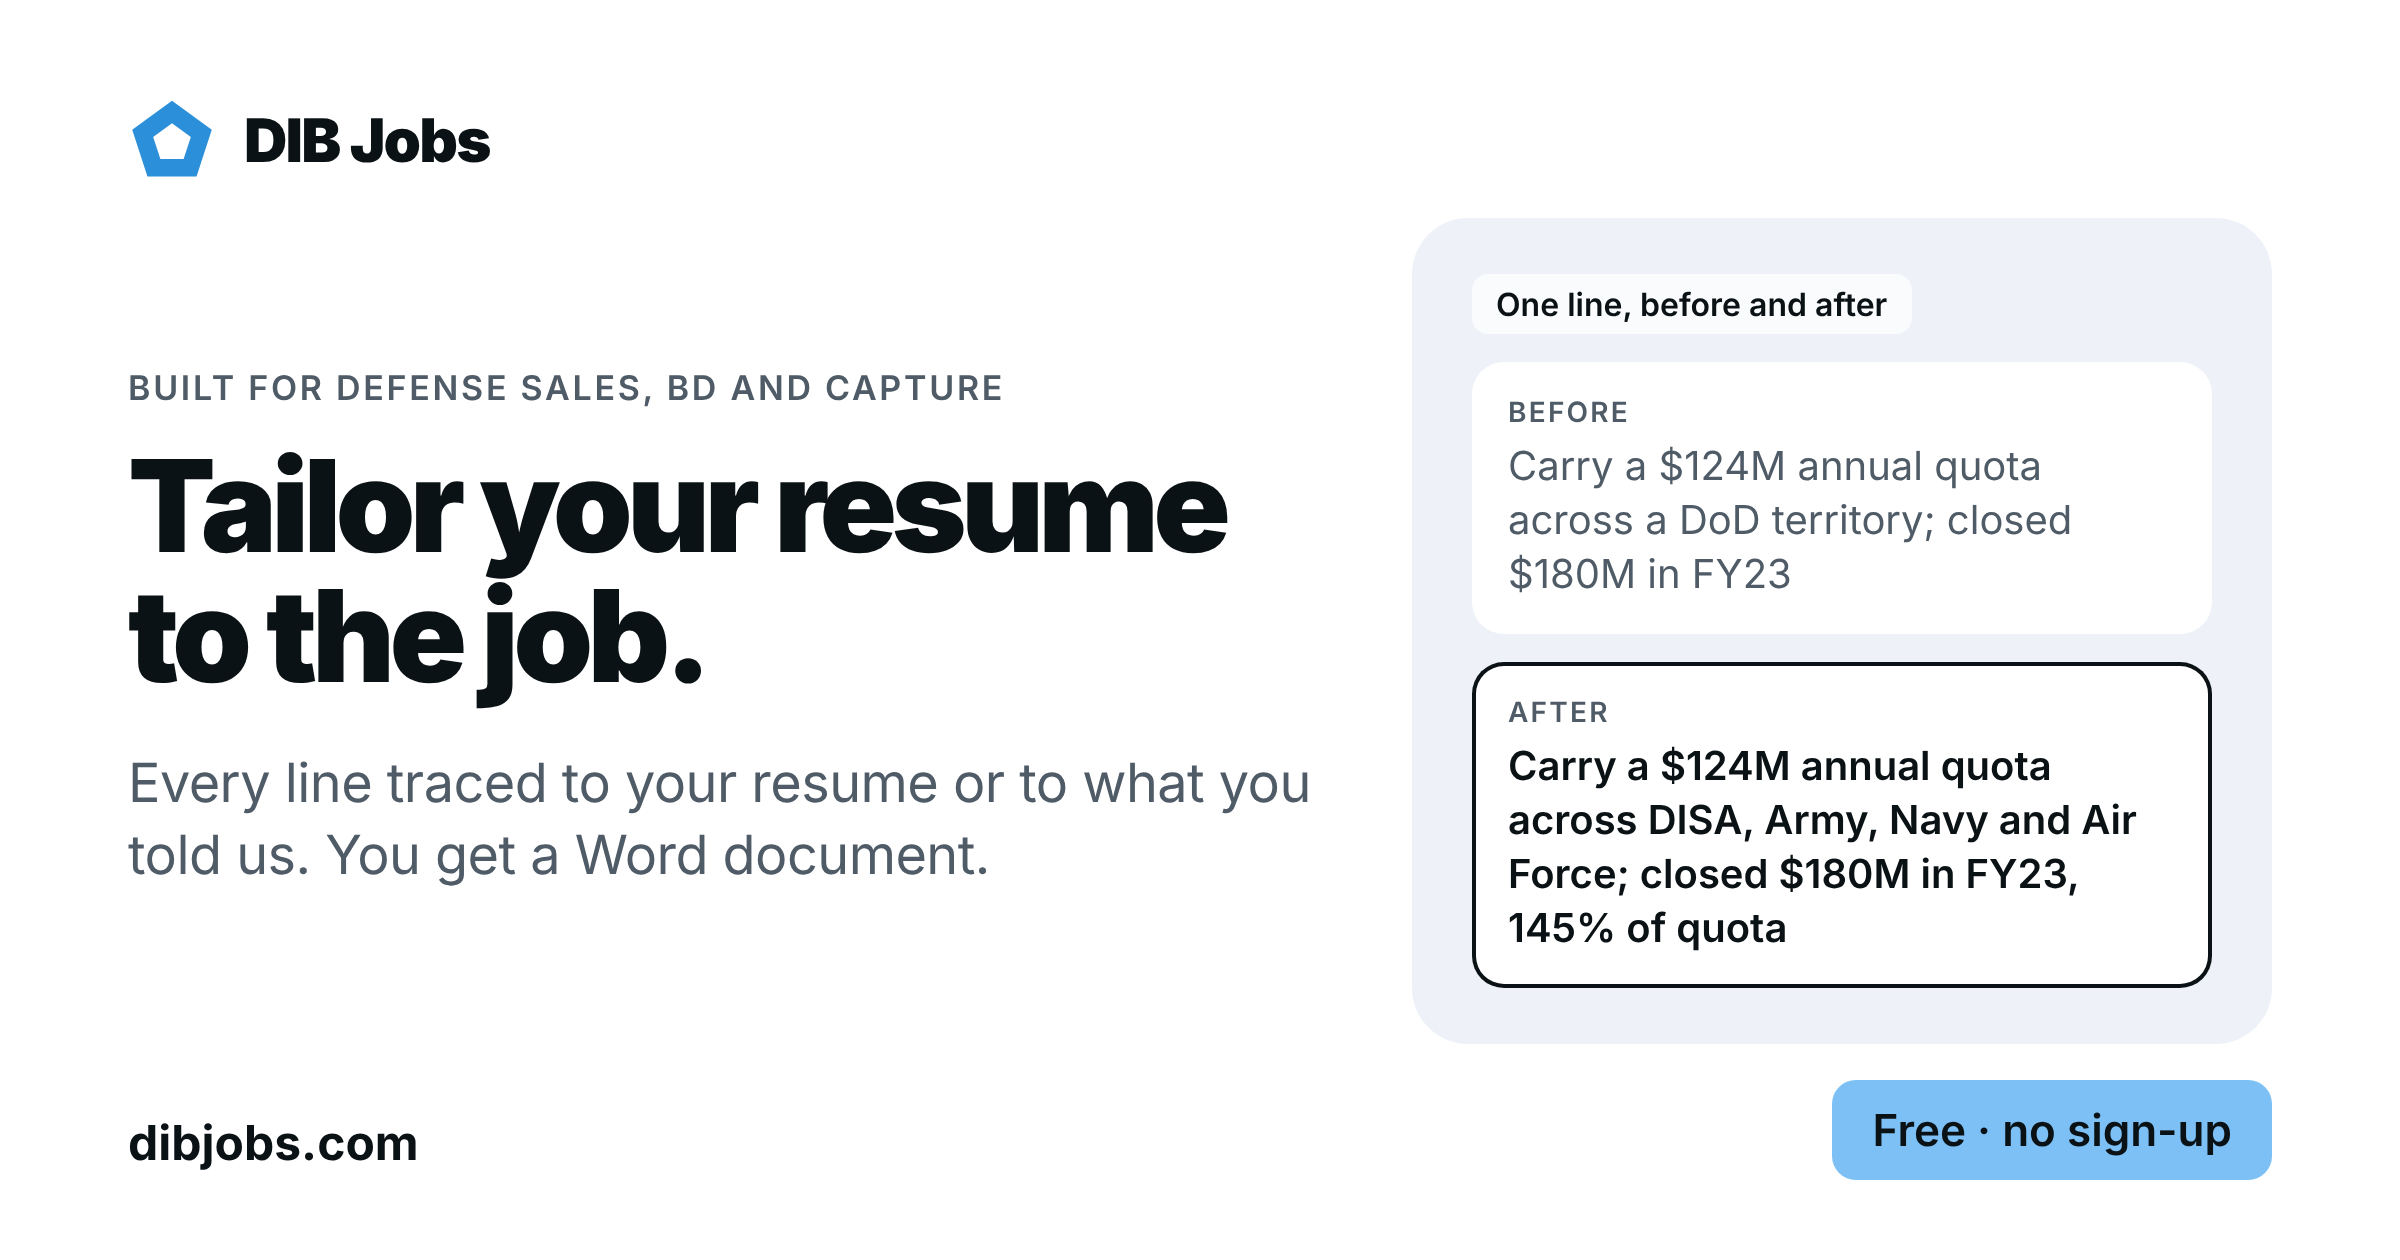 DIB Jobs
BUILT FOR DEFENSE SALES, BD AND CAPTURE
Tailor your resume
to the job.
Every line traced to your resume or to what you
told us. You get a Word document.
dibjobs.com
One line, before and after
BEFORE
Carry a $124M annual quota
across a DoD territory; closed
$180M in FY23
AFTER
Carry a $124M annual quota
across DISA, Army, Navy and Air
Force; closed $180M in FY23,
145% of quota
Free · no sign-up